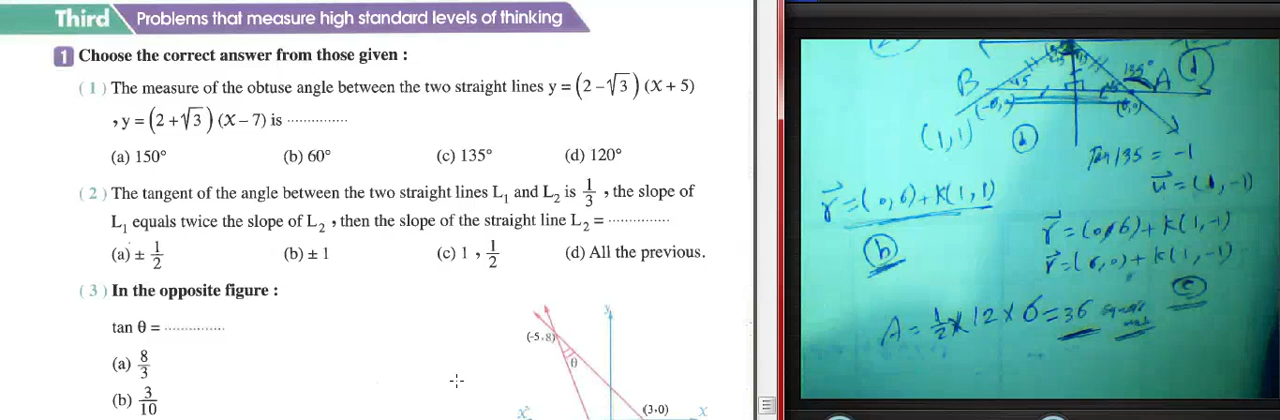 Third Problems that measure high standard levels of thinking
1 Choose the correct answer from those given :
( 1 ) The measure of the obtuse angle between the two straight lines y = (2 – √3) (X + 5)
, y = (2 + √3) (X – 7) is ...............
(a) 150° (b) 60° (c) 135° (d) 120°
( 2 ) The tangent of the angle between the two straight lines L₁ and L₂ is 1/3 , the slope of
L₁ equals twice the slope of L₂ , then the slope of the straight line L₂ = ...............
(a) ± 1/2 (b) ± 1 (c) 1 , 1/2 (d) All the previous.
( 3 ) In the opposite figure :
tan θ = ...............
(a) 8/3
(b) 3/10
(-5,8)
θ
y
(3,0)
x` x
B 45 135° A (d)
(-6,0) (6,0)
(1,1) (d)
Tan 135 = -1
u = (1,-1)
r = (0,6) + K(1,1)
(b)
r = (0,6) + K(1,-1)
r = (6,0) + K(1,-1)
(c)
A = 1/2 × 12 × 6 = 36 square